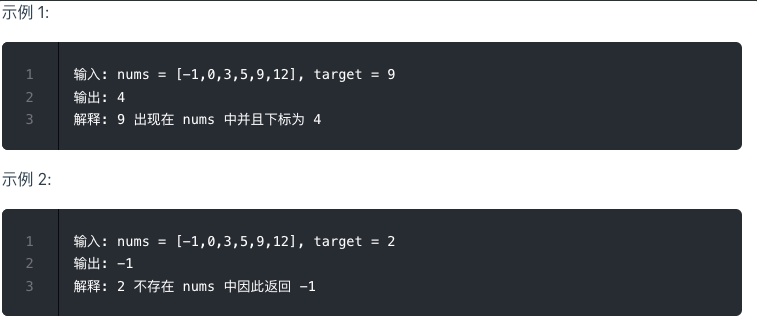 示例 1:
1 输入: nums = [-1,0,3,5,9,12], target = 9
2 输出: 4
3 解释: 9 出现在 nums 中并且下标为 4
示例 2:
1 输入: nums = [-1,0,3,5,9,12], target = 2
2 输出: -1
3 解释: 2 不存在 nums 中因此返回 -1